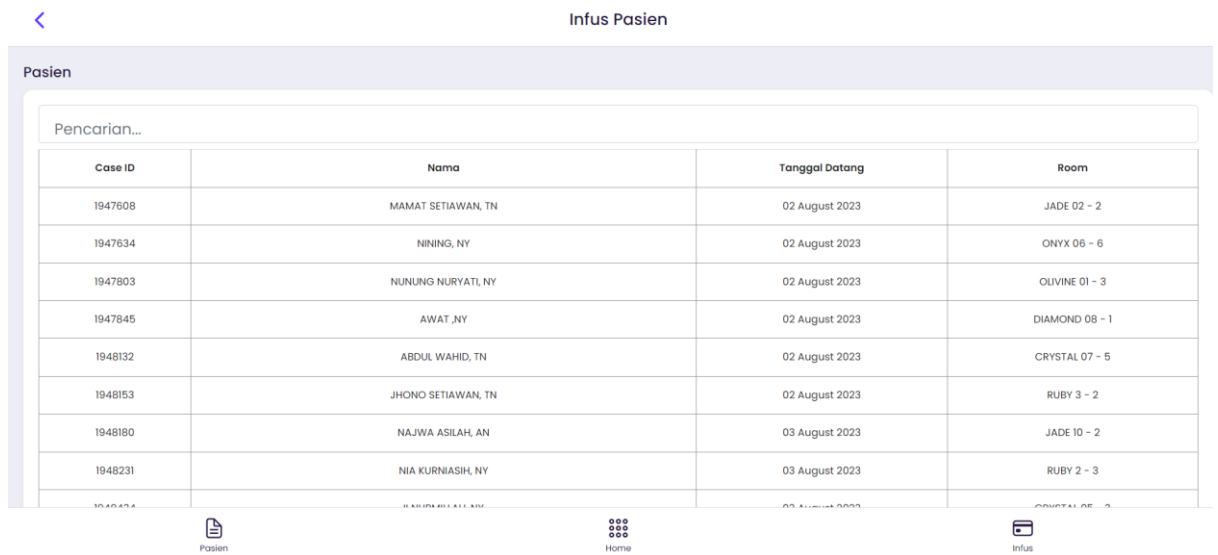 Infus Pasien
Pasien
Pencarian...
Case ID Nama Tanggal Datang Room
1947608 MAMAT SETIAWAN, TN 02 August 2023 JADE 02 - 2
1947634 NINING, NY 02 August 2023 ONYX 06 - 6
1947803 NUNUNG NURYATI, NY 02 August 2023 OLIVINE 01 - 3
1947845 AWAT ,NY 02 August 2023 DIAMOND 08 - 1
1948132 ABDUL WAHID, TN 02 August 2023 CRYSTAL 07 - 5
1948153 JHONO SETIAWAN, TN 02 August 2023 RUBY 3 - 2
1948180 NAJWA ASILAH, AN 03 August 2023 JADE 10 - 2
1948231 NIA KURNIASIH, NY 03 August 2023 RUBY 2 - 3
Pasien Home Infus